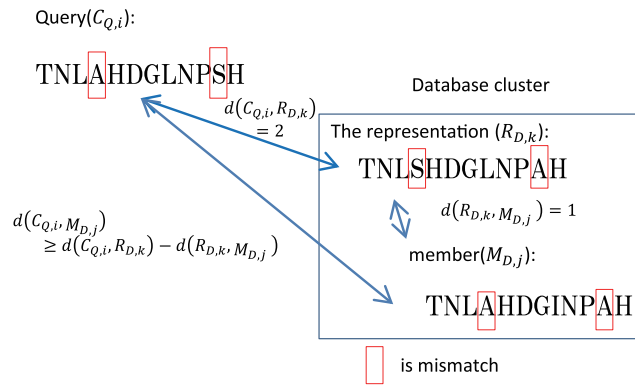 Query(C_{Q,i}):
TNLAHDGLNPSH
Database cluster
d(C_{Q,i}, R_{D,k})
= 2
The representation (R_{D,k}):
TNLSHDGLNPAH
d(C_{Q,i}, M_{D,j})
≥ d(C_{Q,i}, R_{D,k}) − d(R_{D,k}, M_{D,j})
d(R_{D,k}, M_{D,j}) = 1
member(M_{D,j}):
TNLAHDGINPAH
is mismatch